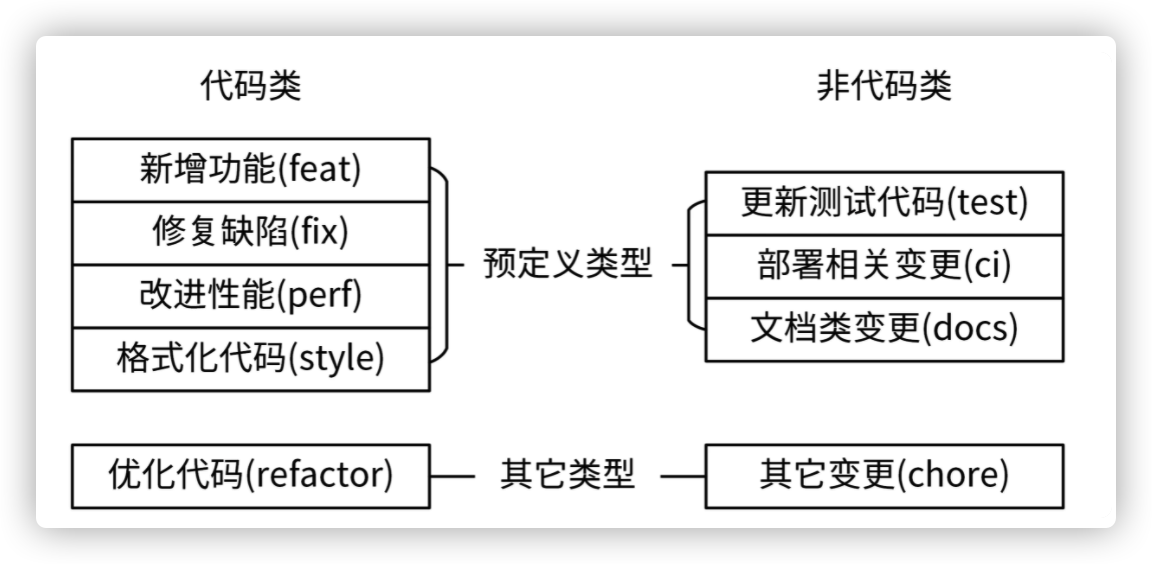 代码类
非代码类
新增功能(feat)
修复缺陷(fix)
改进性能(perf)
格式化代码(style)
预定义类型
更新测试代码(test)
部署相关变更(ci)
文档类变更(docs)
优化代码(refactor)
其它类型
其它变更(chore)